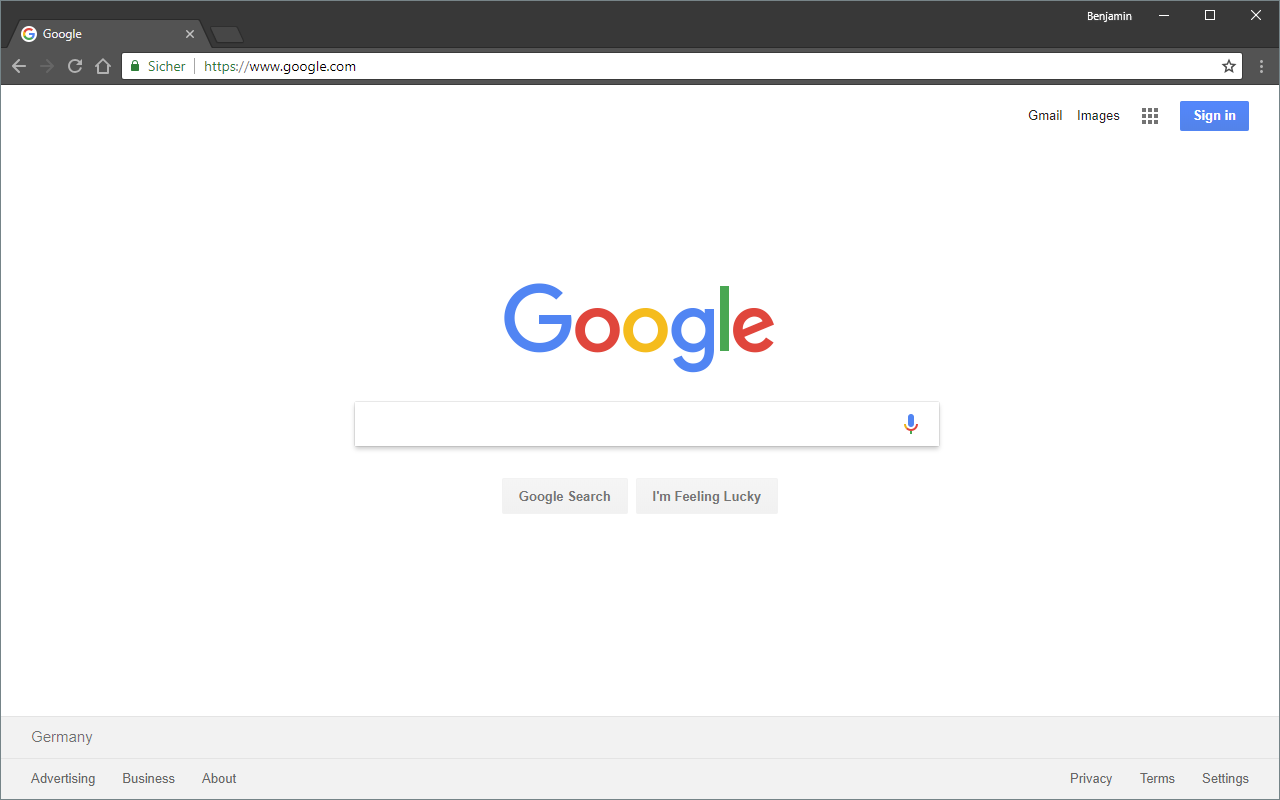 Benjamin
Google
Sicher https://www.google.com
Gmail Images Sign in
Google
Google Search I'm Feeling Lucky
Germany
Advertising Business About Privacy Terms Settings